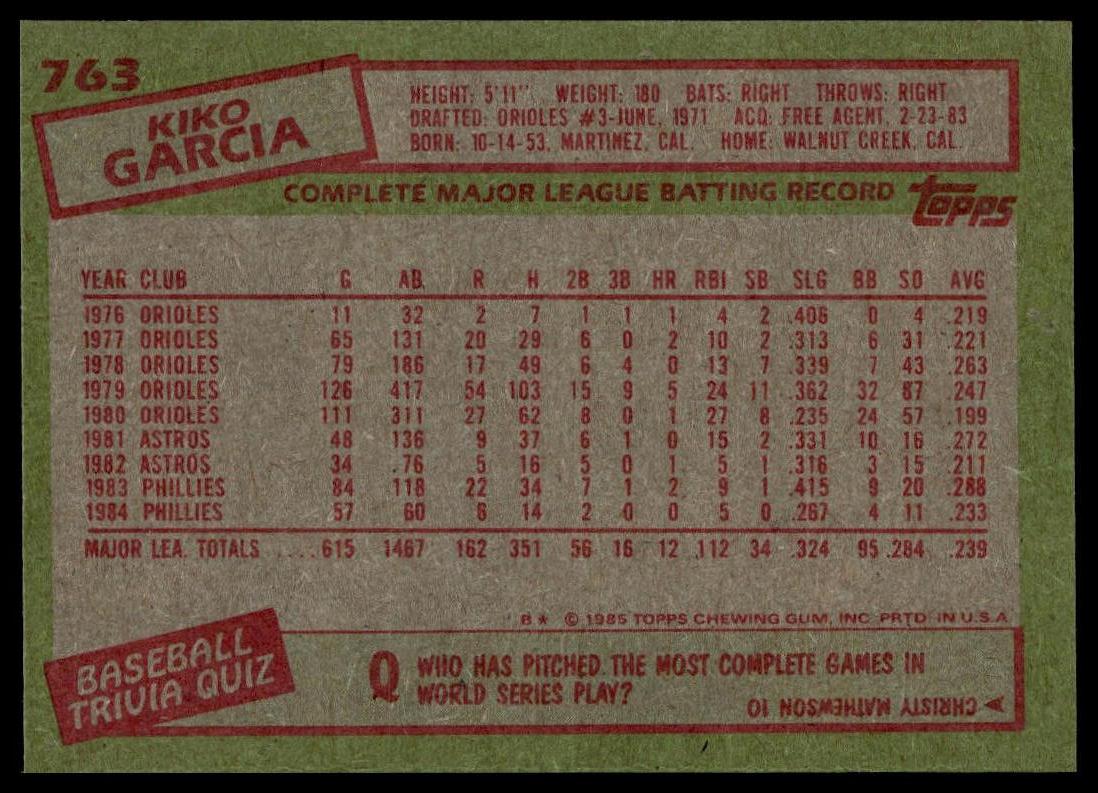 763
KIKO
GARCIA
HEIGHT: 5'11" WEIGHT: 180 BATS: RIGHT THROWS: RIGHT
DRAFTED: ORIOLES #3-JUNE, 1971 ACQ: FREE AGENT, 2-23-83
BORN: 10-14-53, MARTINEZ, CAL. HOME: WALNUT CREEK, CAL.
COMPLETE MAJOR LEAGUE BATTING RECORD topps
YEAR CLUB G AB R H 2B 3B HR RBI SB SLG BB SO AVG
1976 ORIOLES 11 32 2 7 1 1 1 4 2 .406 0 4 .219
1977 ORIOLES 65 131 20 29 6 0 2 10 2 .313 6 31 .221
1978 ORIOLES 79 186 17 49 6 4 0 13 7 .339 7 43 .263
1979 ORIOLES 126 417 54 103 15 9 5 24 11 .362 32 87 .247
1980 ORIOLES 111 311 27 62 8 0 1 27 8 .235 24 57 .199
1981 ASTROS 48 136 9 37 6 1 0 15 2 .331 10 16 .272
1982 ASTROS 34 .76 5 16 5 0 1 5 1 .316 3 15 .211
1983 PHILLIES 84 118 22 34 7 1 2 9 1 .415 9 20 .288
1984 PHILLIES 57 60 6 14 2 0 0 5 0 .267 4 11 .233
MAJOR LEA. TOTALS ....615 1467 162 351 56 16 12 112 34 .324 95 284 .239
B* © 1985 TOPPS CHEWING GUM, INC. PRTD. IN U.S.A.
BASEBALL
TRIVIA QUIZ
Q WHO HAS PITCHED THE MOST COMPLETE GAMES IN
WORLD SERIES PLAY?
A CHRISTY MATHEWSON 10